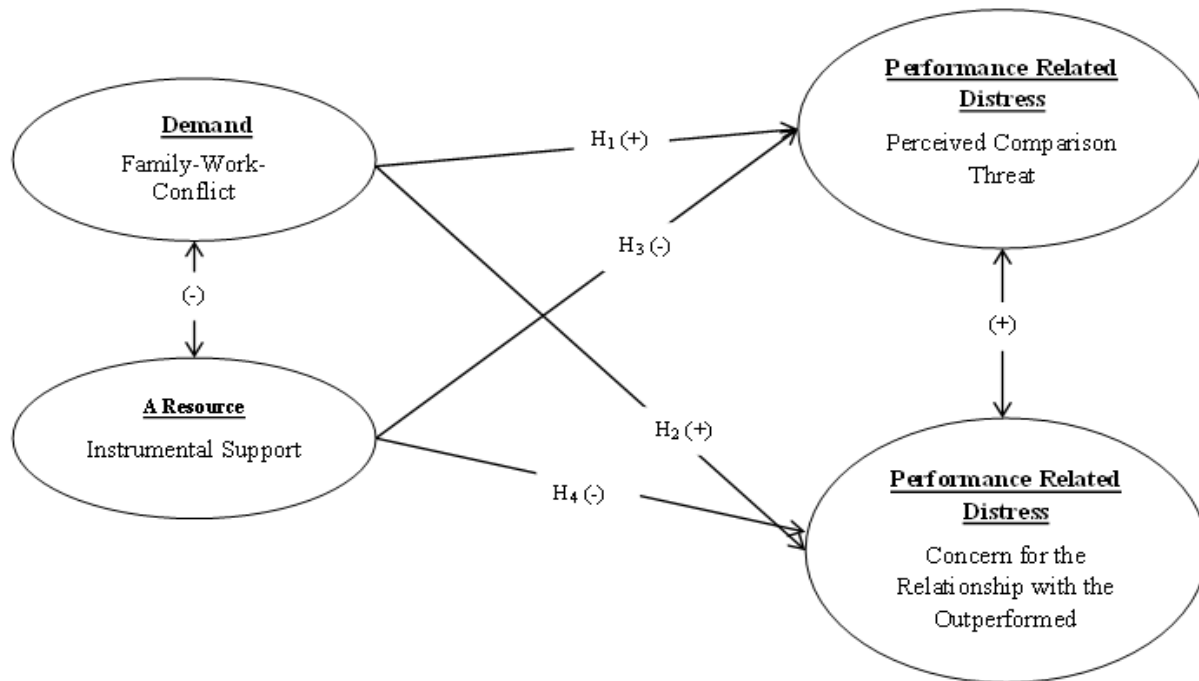 Demand
Family-Work-
Conflict
(-)
A Resource
Instrumental Support
H1 (+)
H3 (-)
H2 (+)
H4 (-)
Performance Related
Distress
Perceived Comparison
Threat
(+)
Performance Related
Distress
Concern for the
Relationship with the
Outperformed